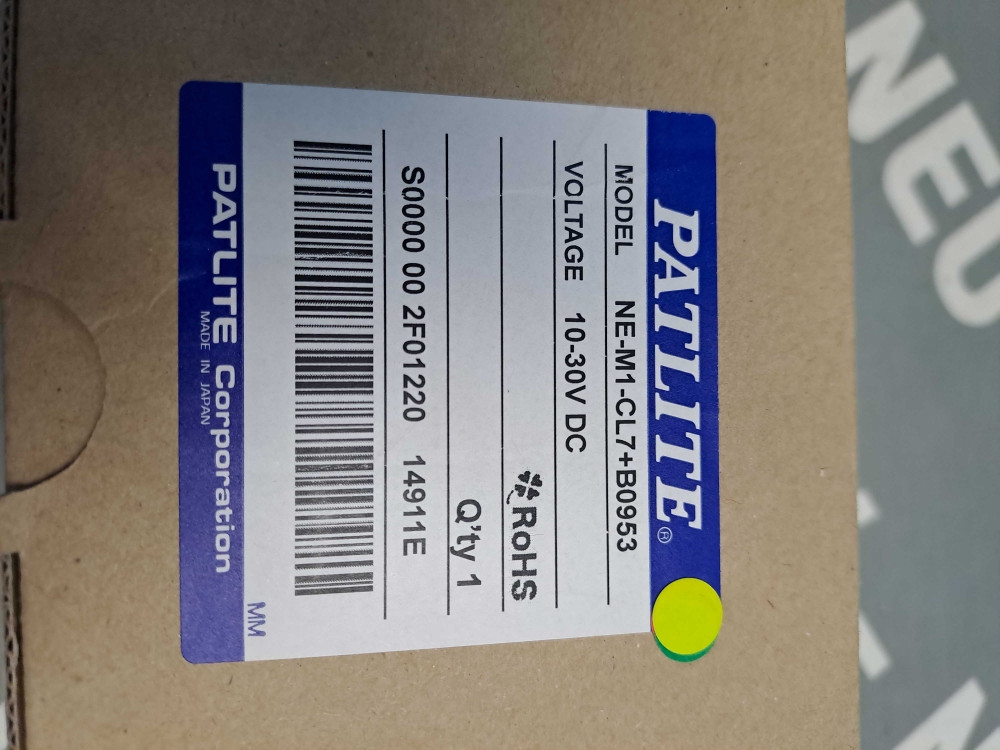 PATLITE®
MODEL NE-M1-CL7+B0953
VOLTAGE 10-30V DC
RoHS
Q'ty 1
S0000 00 2F01220 14911E
MM
PATLITE Corporation
MADE IN JAPAN
NEU